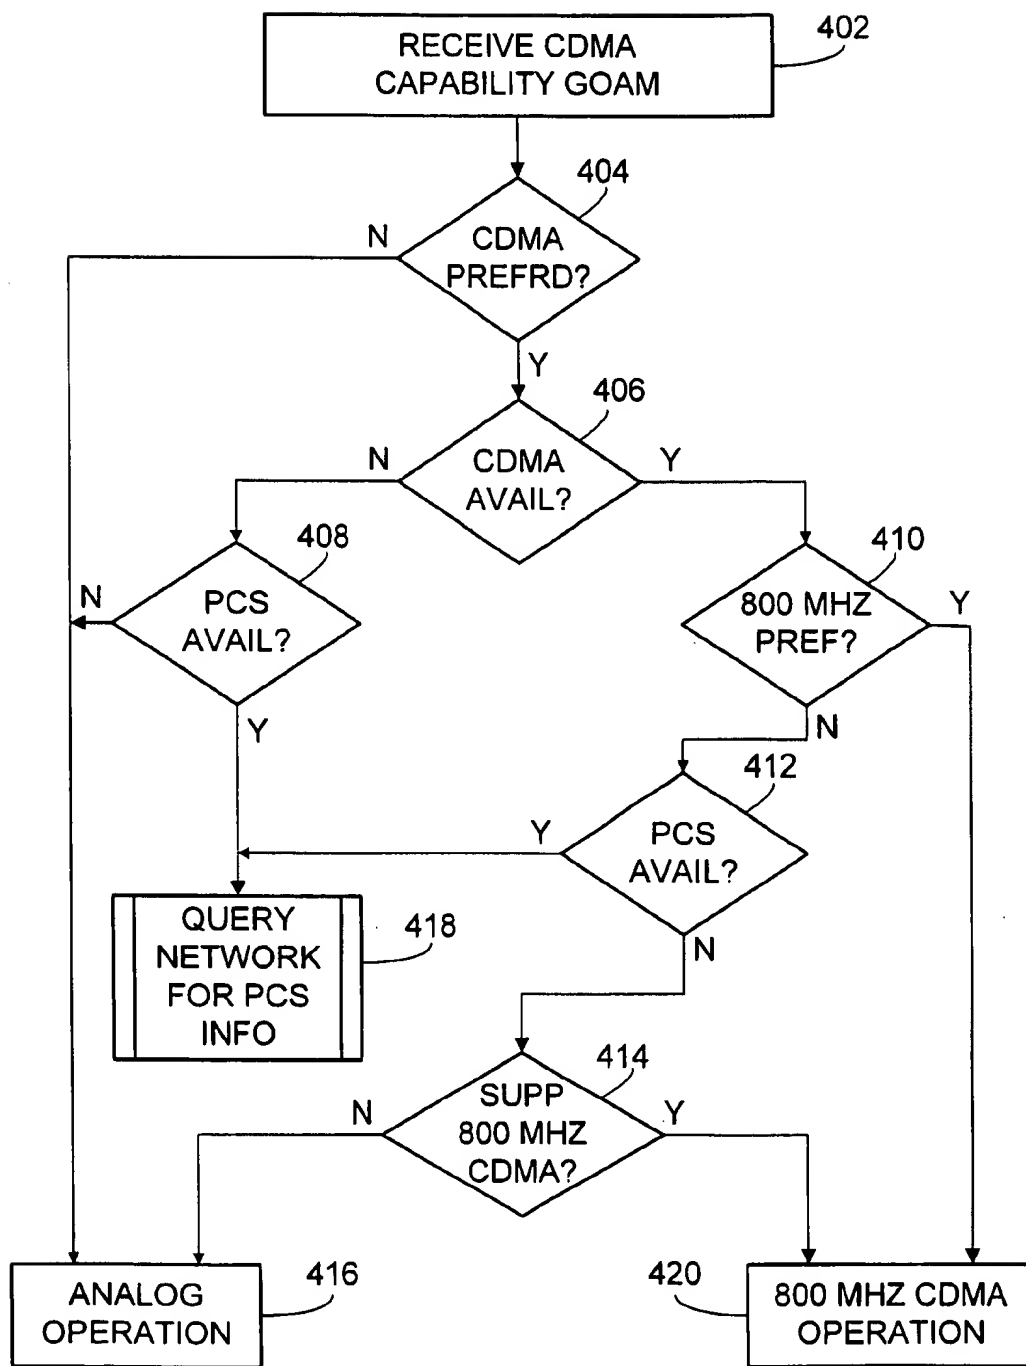 RECEIVE CDMA
CAPABILITY GOAM
402
404
N
CDMA
PREFRD?
Y
406
N
CDMA
AVAIL?
Y
408
N
PCS
AVAIL?
Y
410
800 MHZ
PREF?
Y
N
412
Y
PCS
AVAIL?
N
QUERY
NETWORK
FOR PCS
INFO
418
414
N
SUPP
800 MHZ
CDMA?
Y
ANALOG
OPERATION
416
420
800 MHZ CDMA
OPERATION